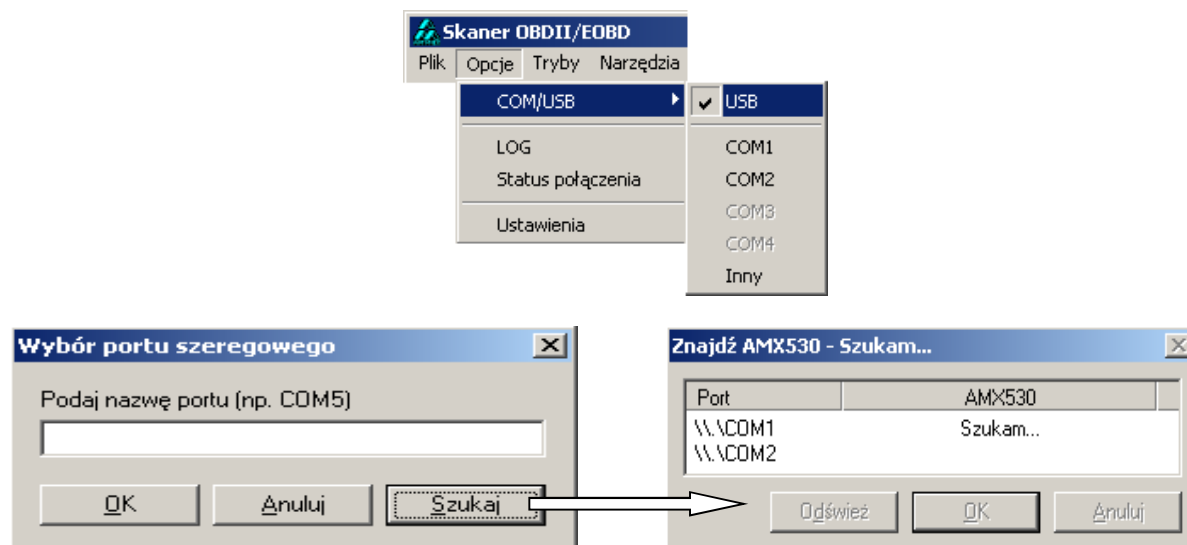 Skaner OBDII/EOBD
Plik Opcje Tryby Narzędzia
COM/USB
LOG
Status połączenia
Ustawienia
USB
COM1
COM2
COM3
COM4
Inny
Wybór portu szeregowego
Podaj nazwę portu (np. COM5)
OK Anuluj Szukaj
Znajdź AMX530 - Szukam...
Port AMX530
\\.\COM1 Szukam...
\\.\COM2
Odśwież OK Anuluj